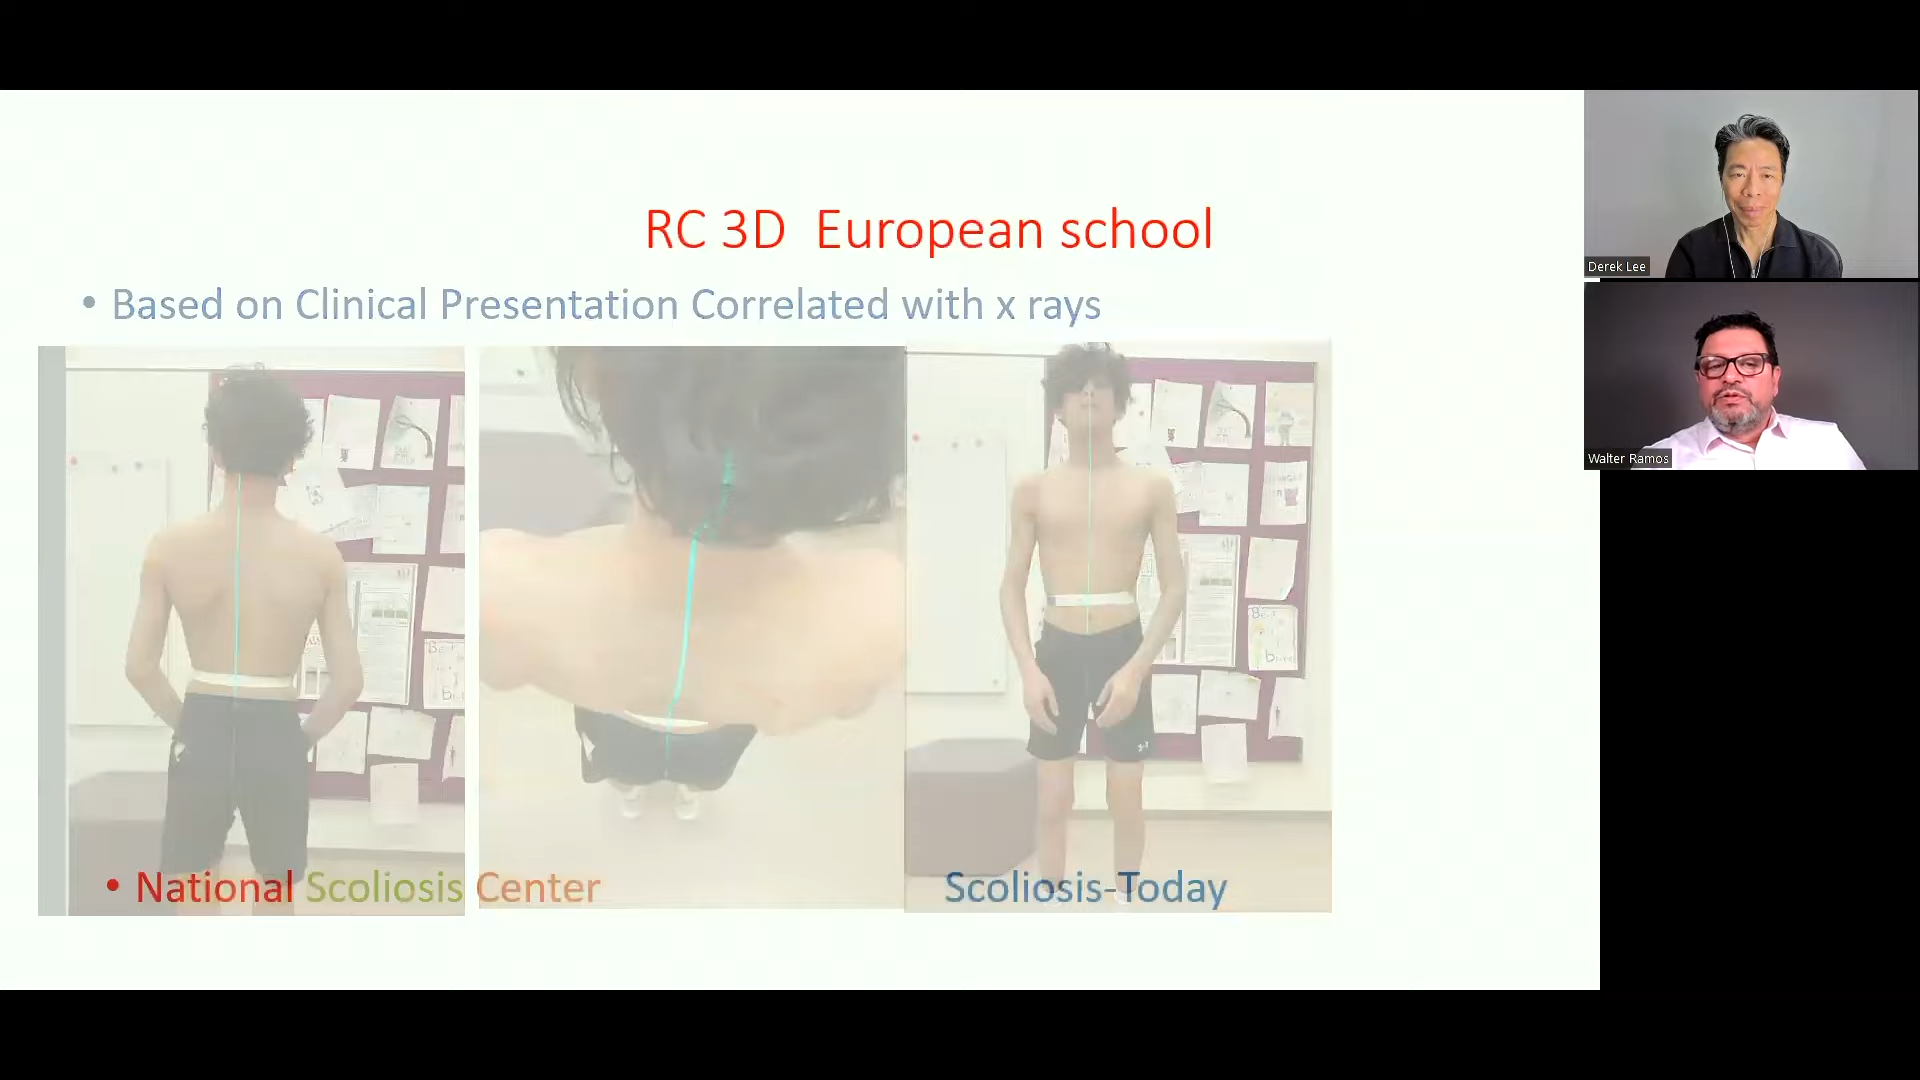 RC 3D  European school
• Based on Clinical Presentation Correlated with x rays
• National Scoliosis Center
Scoliosis-Today
Derek Lee
Walter Ramos